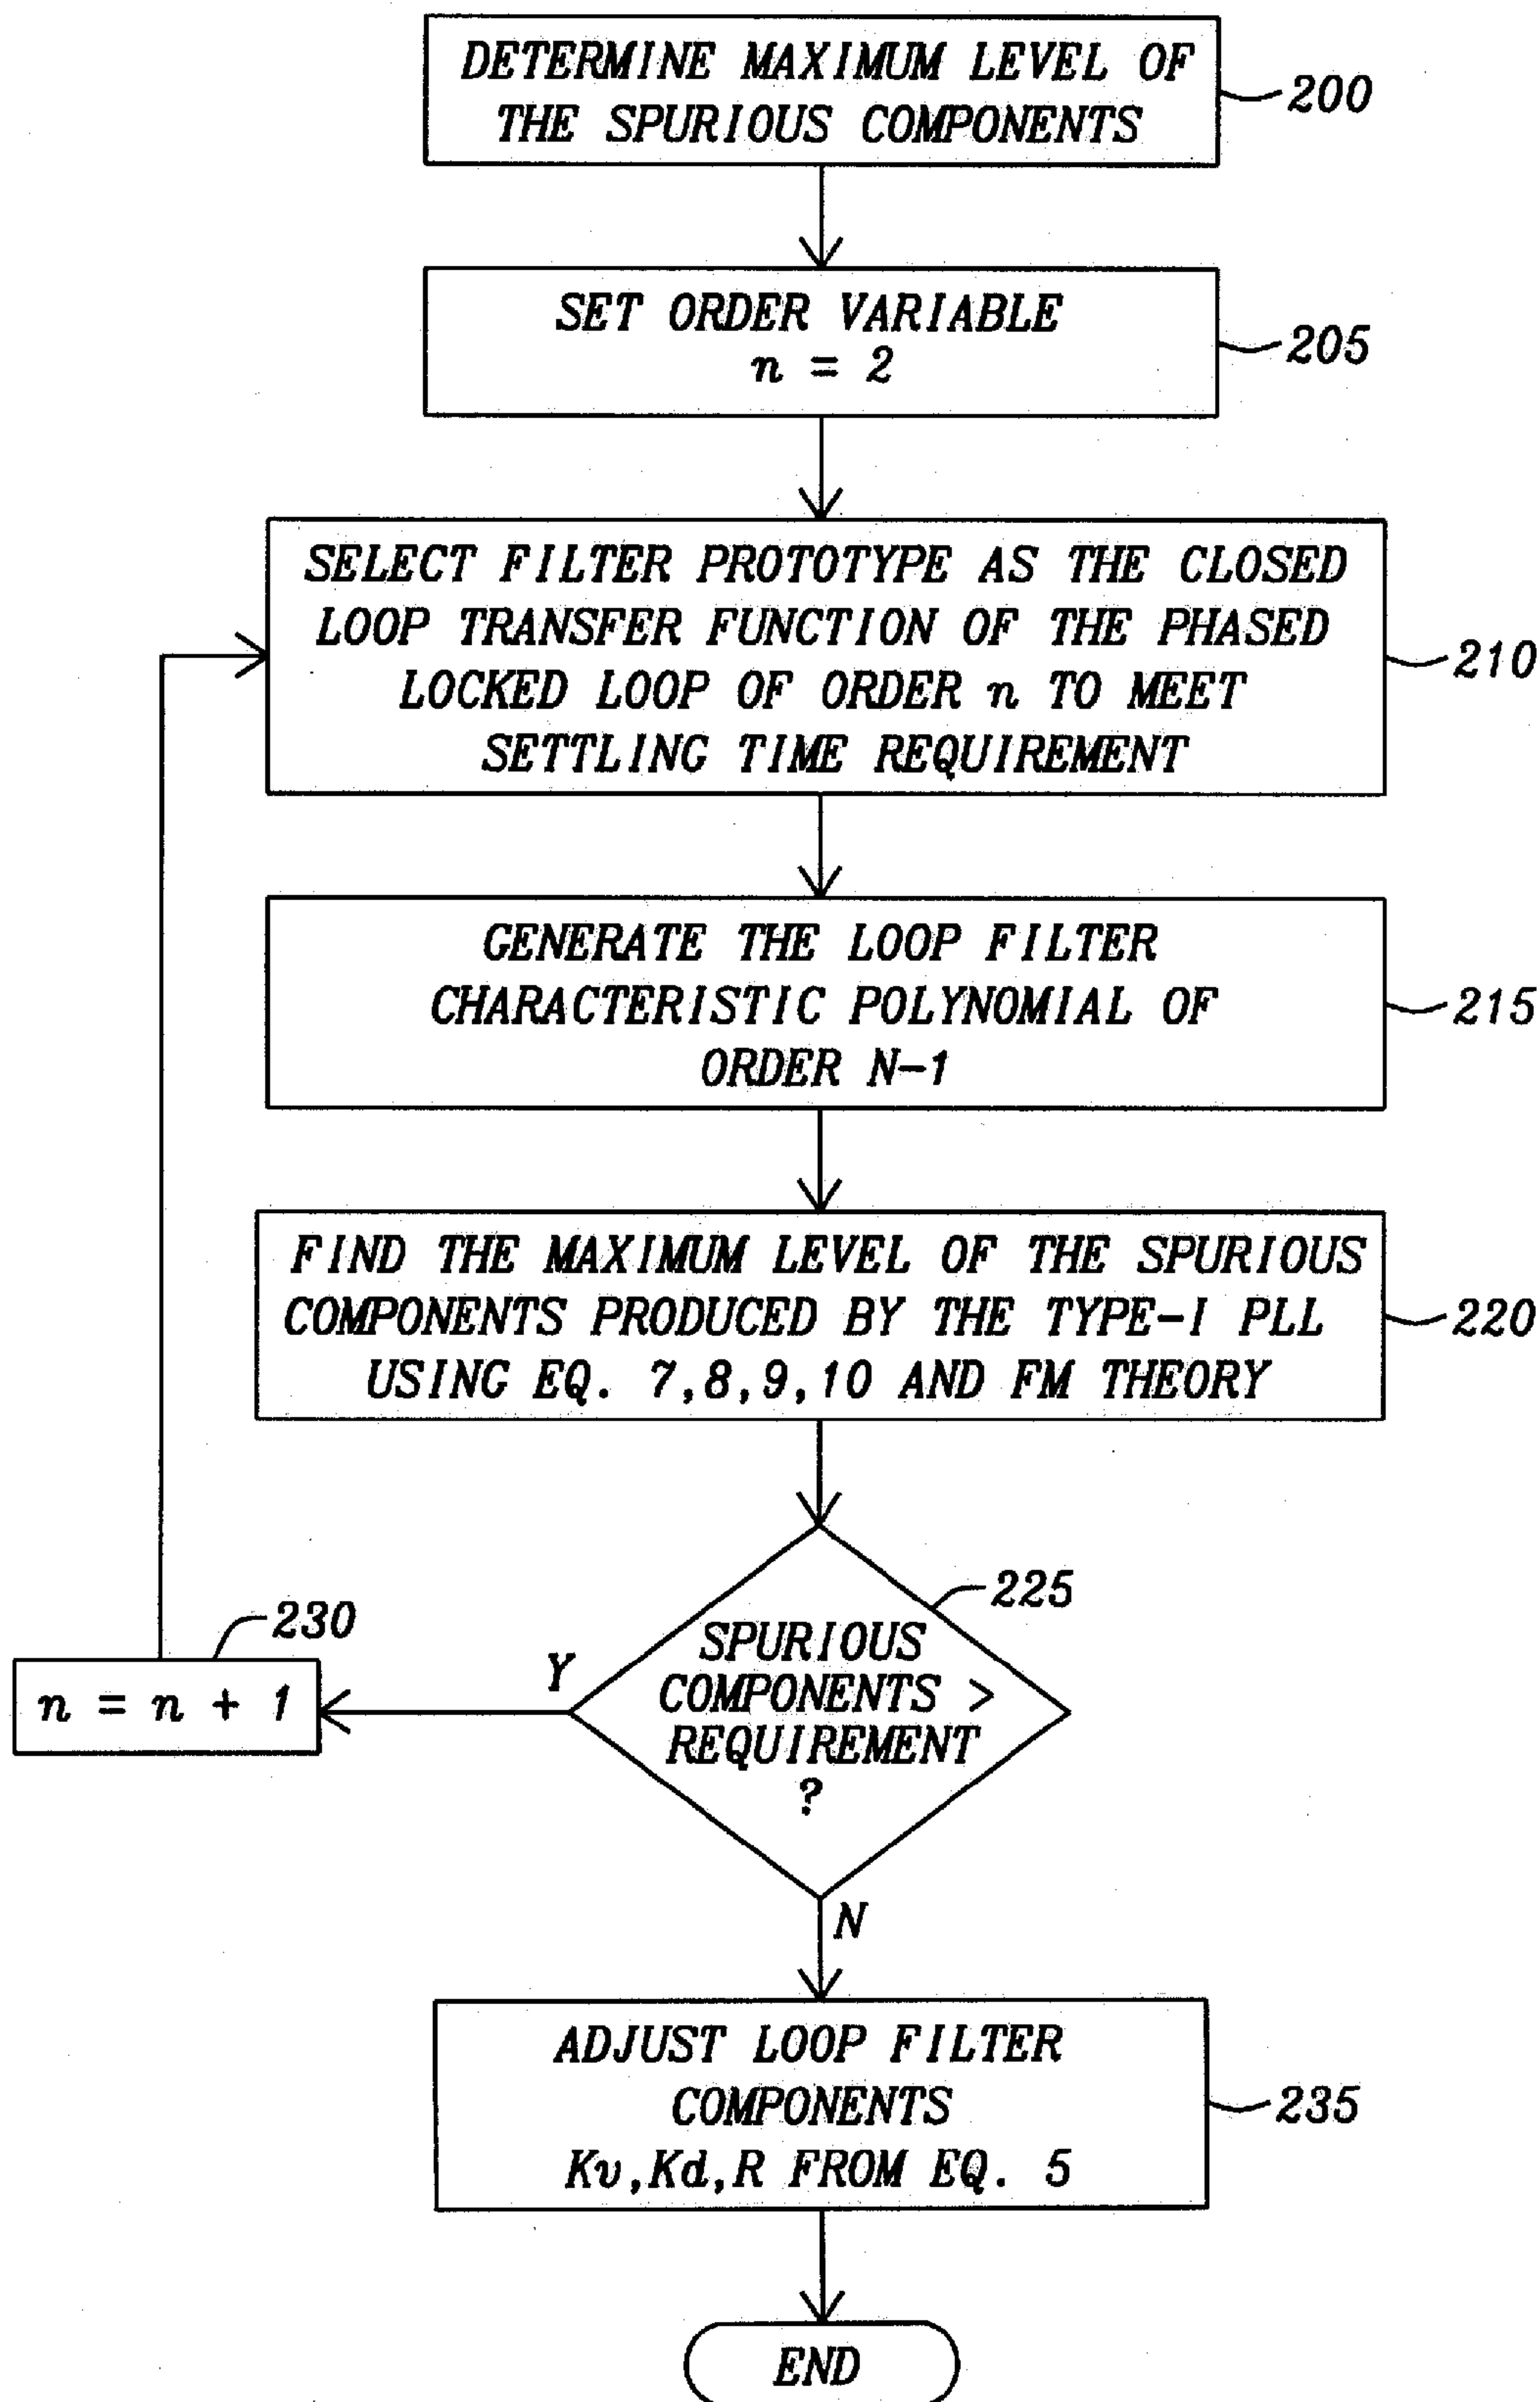 DETERMINE MAXIMUM LEVEL OF
THE SPURIOUS COMPONENTS
200
SET ORDER VARIABLE
n = 2
205
SELECT FILTER PROTOTYPE AS THE CLOSED
LOOP TRANSFER FUNCTION OF THE PHASED
LOCKED LOOP OF ORDER n TO MEET
SETTLING TIME REQUIREMENT
210
GENERATE THE LOOP FILTER
CHARACTERISTIC POLYNOMIAL OF
ORDER N-1
215
FIND THE MAXIMUM LEVEL OF THE SPURIOUS
COMPONENTS PRODUCED BY THE TYPE-I PLL
USING EQ. 7,8,9,10 AND FM THEORY
220
225
SPURIOUS
COMPONENTS >
REQUIREMENT
?
Y
230
n = n + 1
N
ADJUST LOOP FILTER
COMPONENTS
Kv,Kd,R FROM EQ. 5
235
END